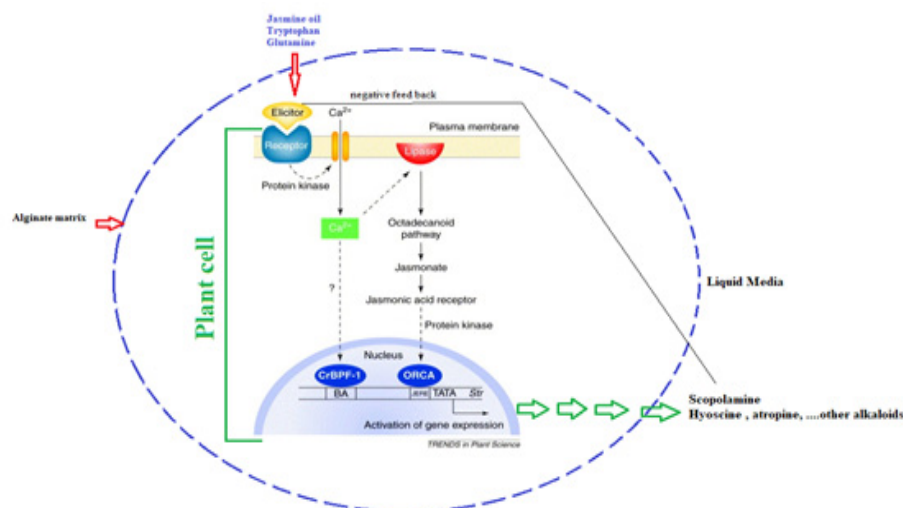 Jasmine oil
Tryptophan
Glutamine
negative feed back
Elicitor
Ca2+
Plasma membrane
Receptor
Lipase
Protein kinase
Alginate matrix
Ca2+
Octadecanoid
pathway
Plant cell
Jasmonate
?
Liquid Media
Jasmonic acid receptor
Protein kinase
Nucleus
CrBPF-1
ORCA
BA
JERE
TATA
Str
Activation of gene expression
TRENDS in Plant Science
Scopolamine
Hyoscine , atropine, ....other alkaloids